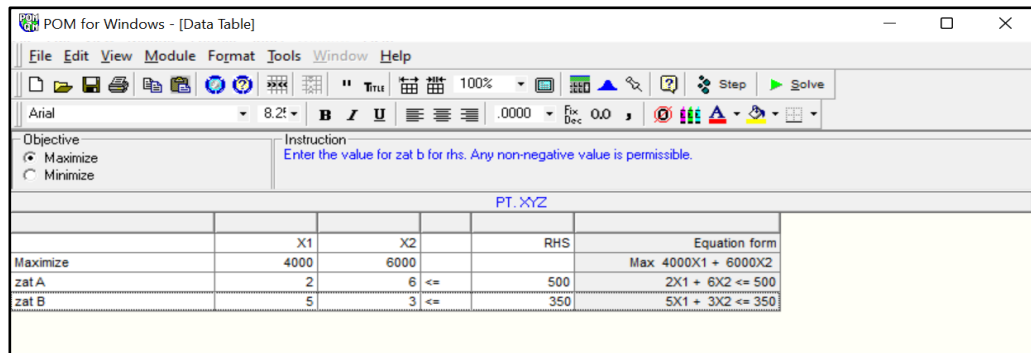 POM for Windows - [Data Table]
File Edit View Module Format Tools Window Help
" TITLE 100% Step Solve
Arial 8.2 B I U .0000 Fix Dec 0.0 , A
Objective Instruction
Maximize Enter the value for zat b for rhs. Any non-negative value is permissible.
Minimize
PT. XYZ
X1 X2 RHS Equation form
Maximize 4000 6000 Max 4000X1 + 6000X2
zat A 2 6 <= 500 2X1 + 6X2 <= 500
zat B 5 3 <= 350 5X1 + 3X2 <= 350